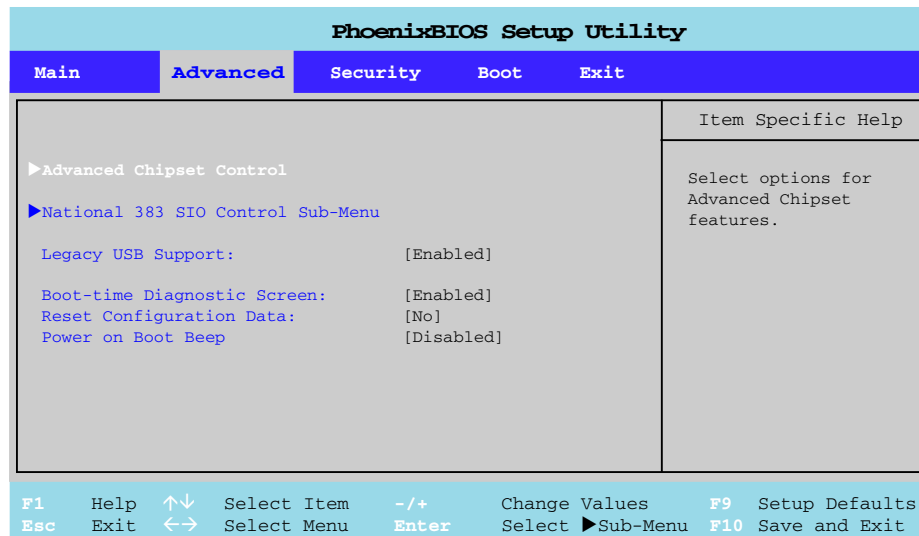 PhoenixBIOS Setup Utility
Main Advanced Security Boot Exit
Item Specific Help
▶Advanced Chipset Control
Select options for
Advanced Chipset
features.
▶National 383 SIO Control Sub-Menu
Legacy USB Support: [Enabled]
Boot-time Diagnostic Screen: [Enabled]
Reset Configuration Data: [No]
Power on Boot Beep [Disabled]
F1 Help ↑↓ Select Item -/+ Change Values F9 Setup Defaults
Esc Exit ←→ Select Menu Enter Select ▶Sub-Menu F10 Save and Exit